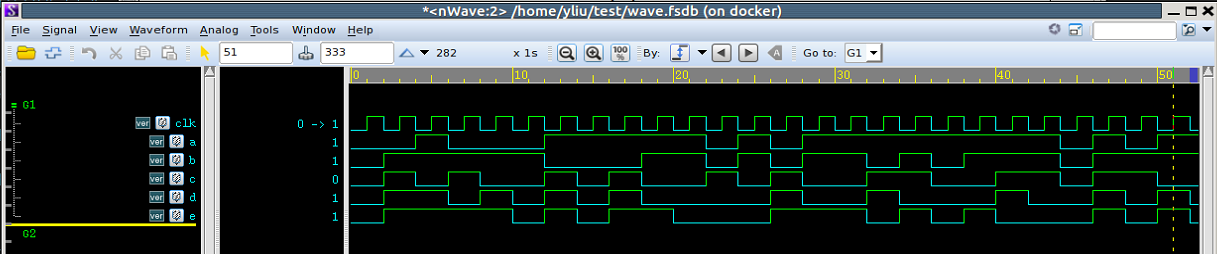 *<nWave:2> /home/yliu/test/wave.fsdb (on docker)
File Signal View Waveform Analog Tools Window Help
51 333 282 x 1s 100 % By: Go to: G1
0 10 20 30 40 50
G1
ver clk 0 -> 1
ver a 1
ver b 1
ver c 0
ver d 1
ver e 1
G2